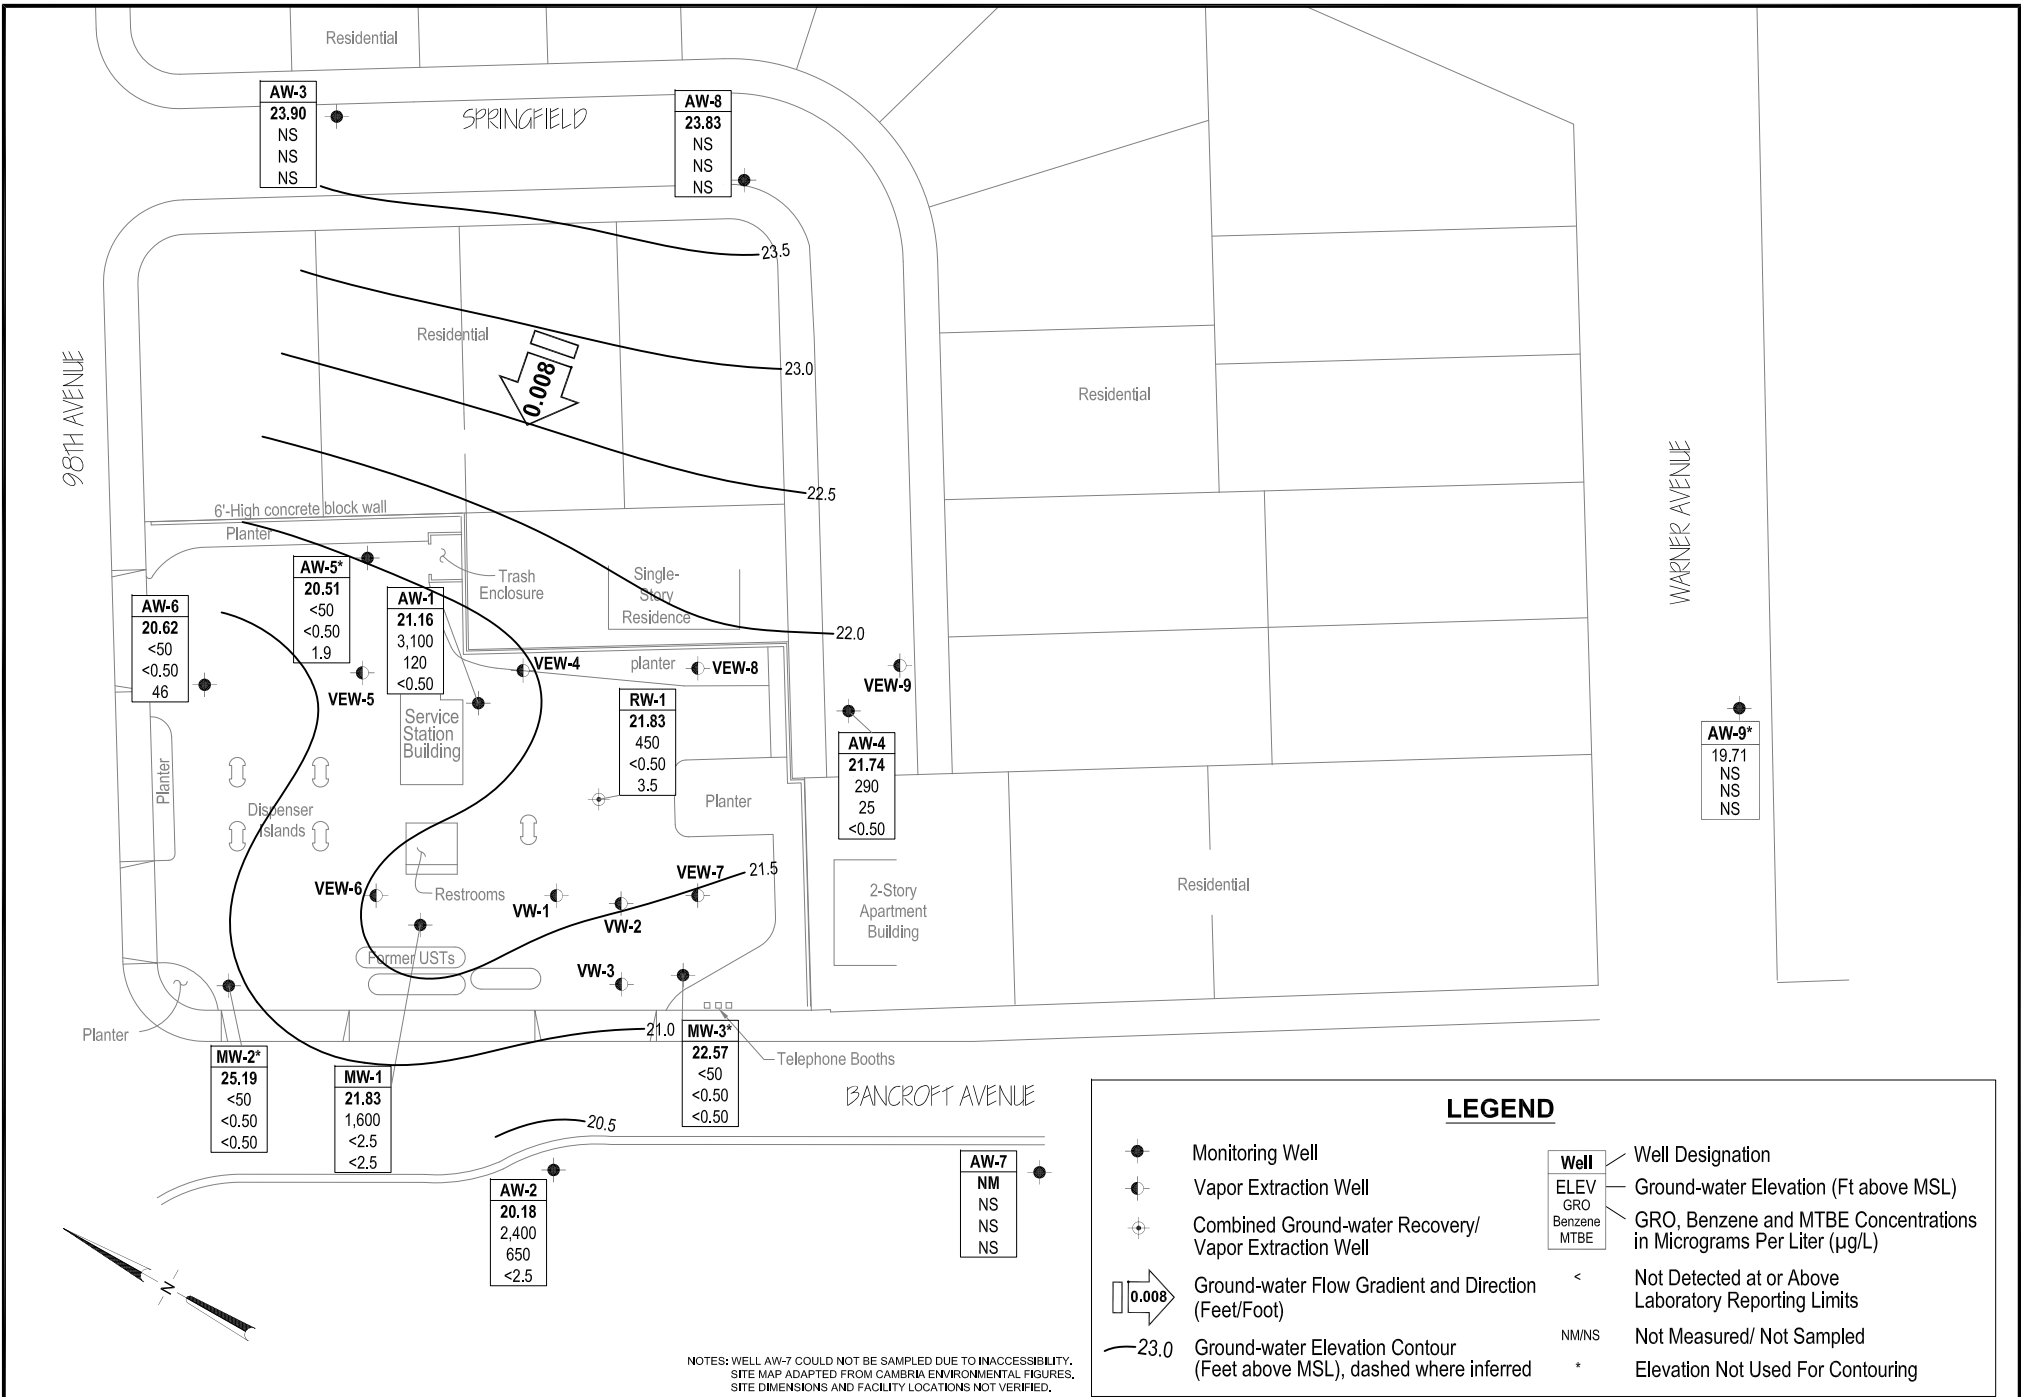 Residential
AW-3
23.90
NS
NS
NS
SPRINGFIELD
AW-8
23.83
NS
NS
NS
23.5
98TH AVENUE
Residential
0.008
23.0
Residential
22.5
WARNER AVENUE
6'-High concrete block wall
Planter
AW-5*
20.51
<50
<0.50
1.9
AW-1
21.16
3,100
120
<0.50
Trash
Enclosure
Single-
Story
Residence
22.0
AW-6
20.62
<50
<0.50
46
VEW-5
VEW-4
planter
VEW-8
VEW-9
RW-1
21.83
450
<0.50
3.5
Service
Station
Building
AW-4
21.74
290
25
<0.50
AW-9*
19.71
NS
NS
NS
Planter
Dispenser
Islands
Planter
VEW-6
Restrooms
VW-1
VW-2
VEW-7
21.5
2-Story
Apartment
Building
Residential
Former USTs
VW-3
Planter
21.0
MW-2*
25.19
<50
<0.50
<0.50
MW-1
21.83
1,600
<2.5
<2.5
MW-3*
22.57
<50
<0.50
<0.50
Telephone Booths
BANCROFT AVENUE
20.5
AW-2
20.18
2,400
650
<2.5
AW-7
NM
NS
NS
NS
N
LEGEND
Monitoring Well
Vapor Extraction Well
Combined Ground-water Recovery/
Vapor Extraction Well
0.008
Ground-water Flow Gradient and Direction
(Feet/Foot)
23.0
Ground-water Elevation Contour
(Feet above MSL), dashed where inferred
Well
ELEV
GRO
Benzene
MTBE
Well Designation
Ground-water Elevation (Ft above MSL)
GRO, Benzene and MTBE Concentrations
in Micrograms Per Liter (µg/L)
< Not Detected at or Above
Laboratory Reporting Limits
NM/NS Not Measured/ Not Sampled
* Elevation Not Used For Contouring
NOTES: WELL AW-7 COULD NOT BE SAMPLED DUE TO INACCESSIBILITY.
SITE MAP ADAPTED FROM CAMBRIA ENVIRONMENTAL FIGURES.
SITE DIMENSIONS AND FACILITY LOCATIONS NOT VERIFIED.